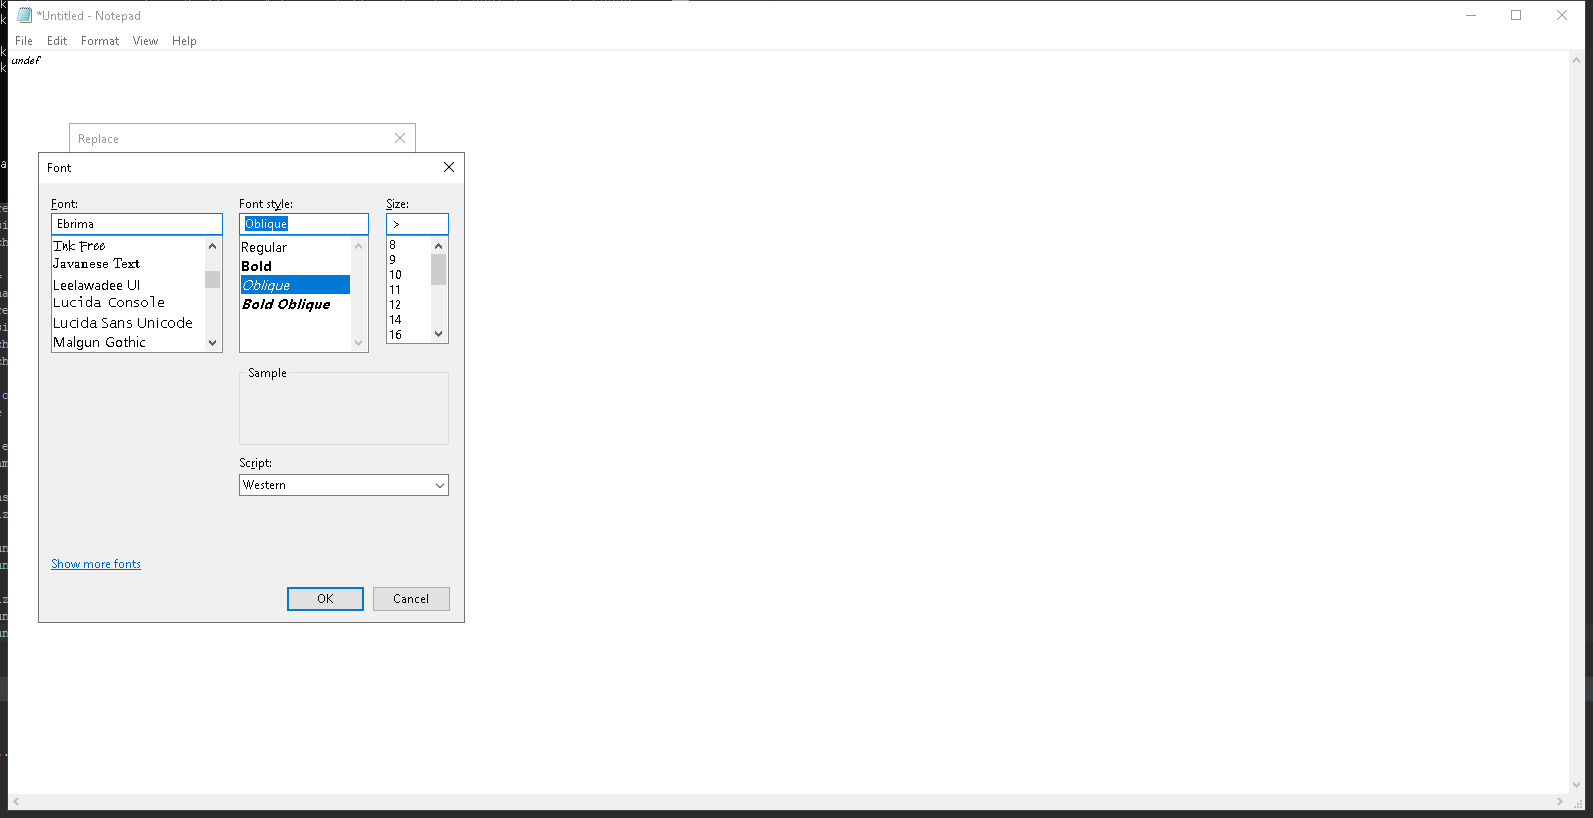 *Untitled - Notepad
File Edit Format View Help
undef
Replace
Font
Font:
Ebrima
Ink Free
Javanese Text
Leelawadee UI
Lucida Console
Lucida Sans Unicode
Malgun Gothic
Font style:
Oblique
Regular
Bold
Oblique
Bold Oblique
Size:
>
8
9
10
11
12
14
16
Sample
Script:
Western
Show more fonts
OK Cancel